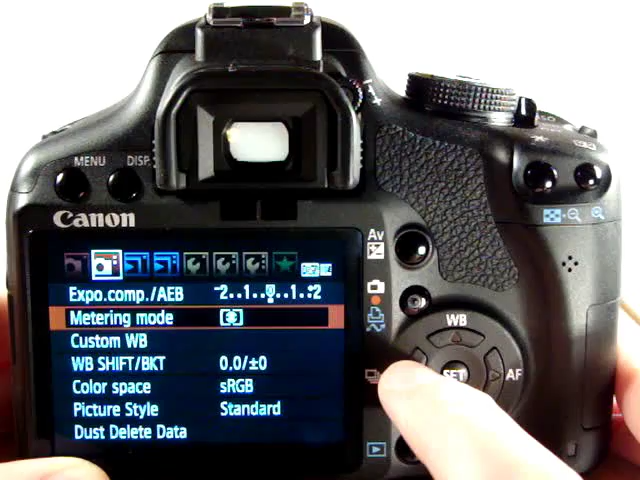 MENU DISP.
Canon
Av
WB
AF
SET
Expo.comp./AEB -2..1..0..1.:2
Metering mode
Custom WB
WB SHIFT/BKT 0,0/±0
Color space sRGB
Picture Style Standard
Dust Delete Data